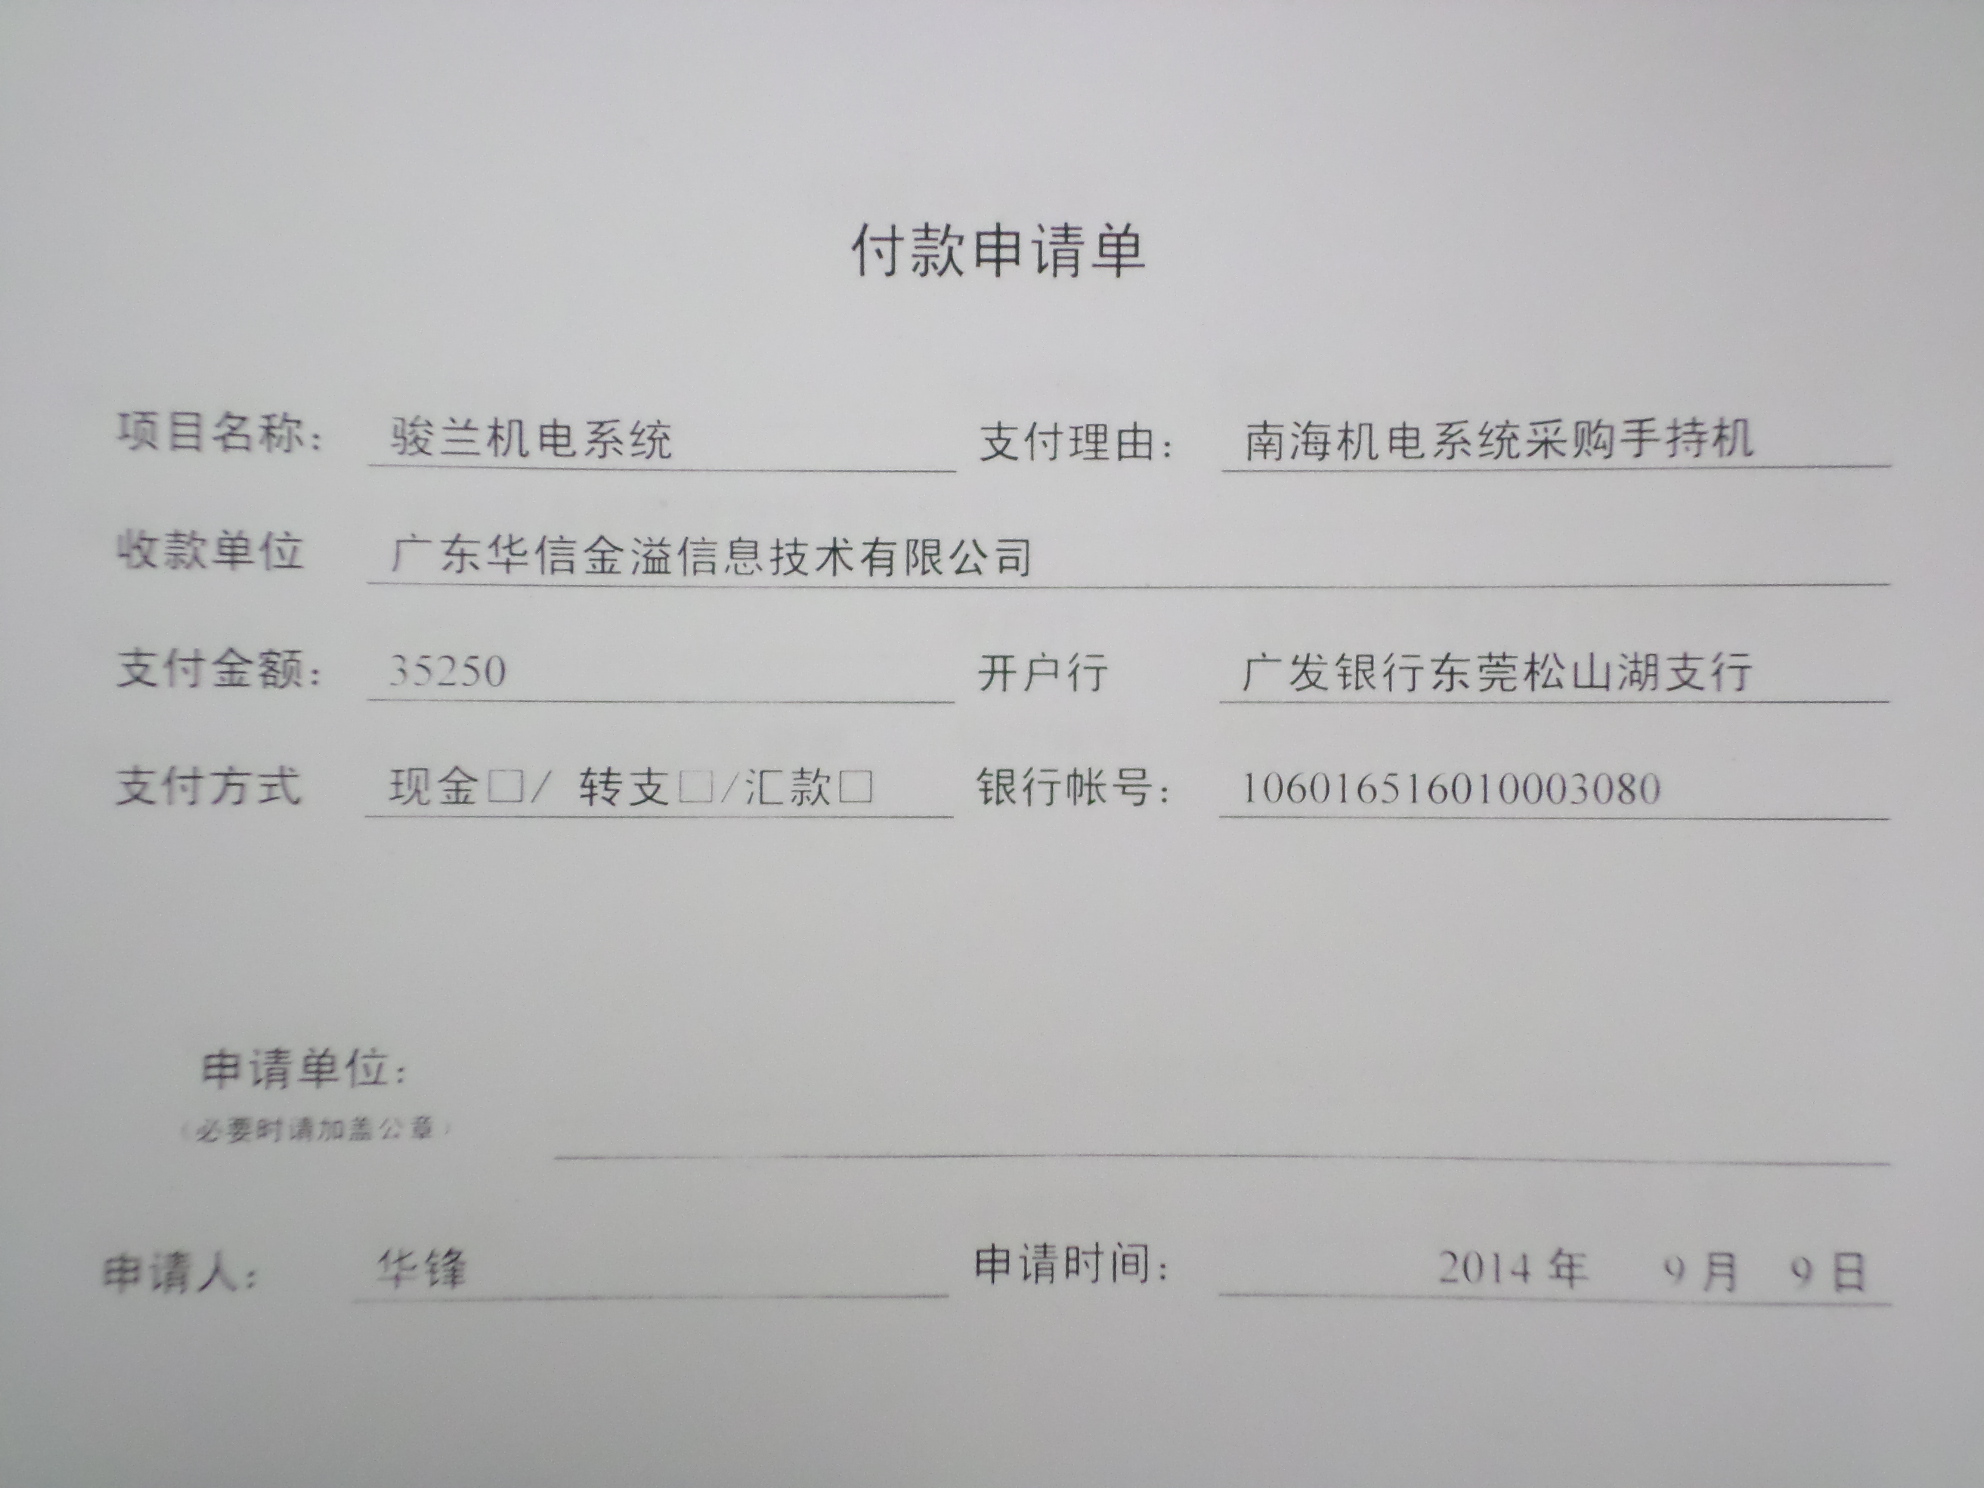 付款申请单
项目名称： 骏兰机电系统 支付理由： 南海机电系统采购手持机
收款单位 广东华信金溢信息技术有限公司
支付金额： 35250 开户行 广发银行东莞松山湖支行
支付方式 现金□/ 转支□/汇款□ 银行帐号： 106016516010003080
申请单位：
（必要时请加盖公章）
申请人： 华锋 申请时间： 2014 年 9 月 9 日